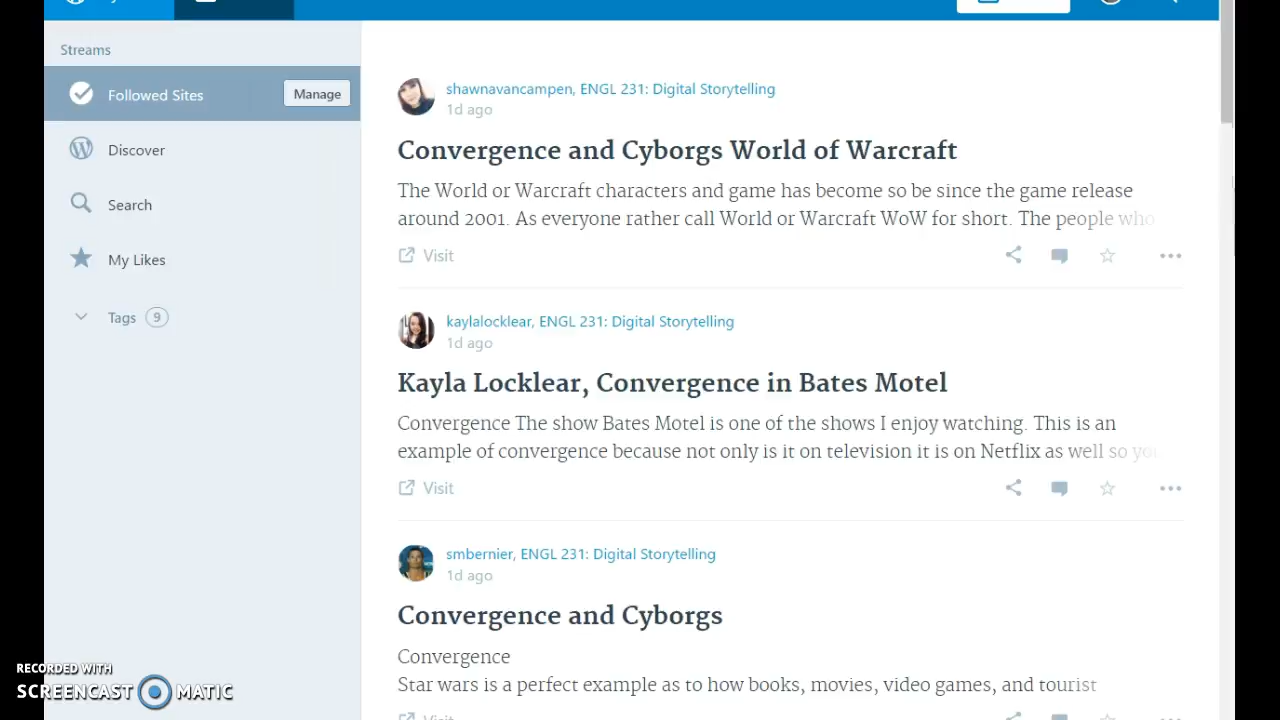 Streams
Followed Sites
Manage
Discover
Search
My Likes
Tags 9
shawnavancampen, ENGL 231: Digital Storytelling
1d ago
Convergence and Cyborgs World of Warcraft
The World or Warcraft characters and game has become so be since the game release
around 2001. As everyone rather call World or Warcraft WoW for short. The people who
Visit
kaylalocklear, ENGL 231: Digital Storytelling
1d ago
Kayla Locklear, Convergence in Bates Motel
Convergence The show Bates Motel is one of the shows I enjoy watching. This is an
example of convergence because not only is it on television it is on Netflix as well so you
Visit
smbernier, ENGL 231: Digital Storytelling
1d ago
Convergence and Cyborgs
Convergence
Star wars is a perfect example as to how books, movies, video games, and tourist
Visit
RECORDED WITH
SCREENCAST MATIC